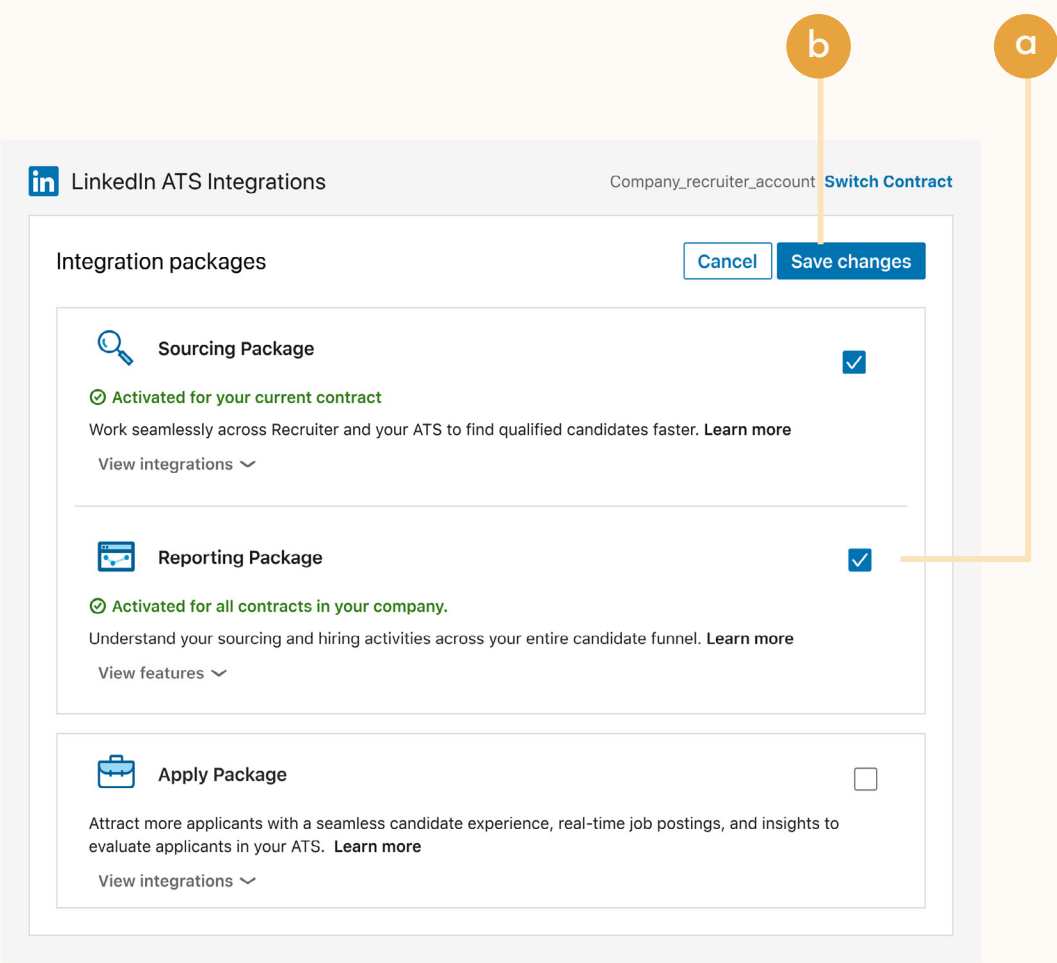 b
a
in LinkedIn ATS Integrations
Company_recruiter_account Switch Contract
Integration packages
Cancel
Save changes
Sourcing Package
Activated for your current contract
Work seamlessly across Recruiter and your ATS to find qualified candidates faster. Learn more
View integrations
Reporting Package
Activated for all contracts in your company.
Understand your sourcing and hiring activities across your entire candidate funnel. Learn more
View features
Apply Package
Attract more applicants with a seamless candidate experience, real-time job postings, and insights to
evaluate applicants in your ATS. Learn more
View integrations